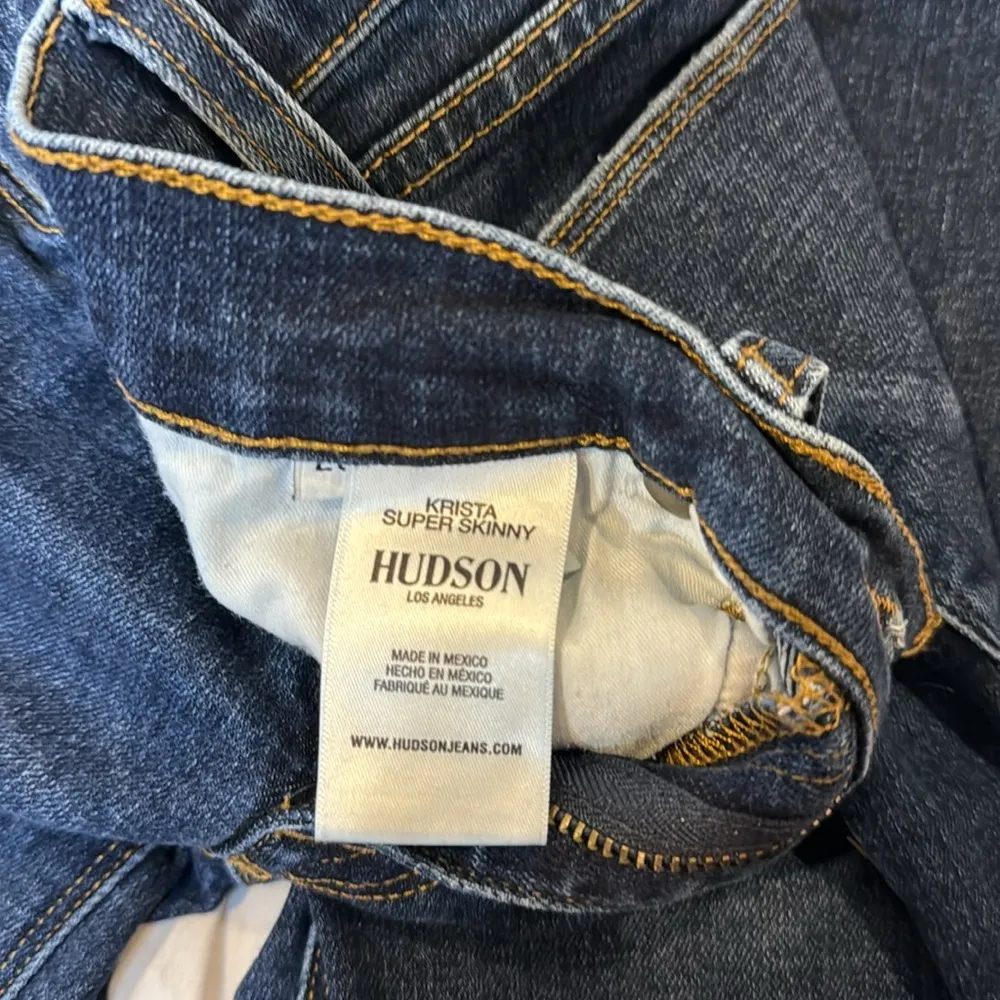 KRISTA
SUPER SKINNY
HUDSON
LOS ANGELES
MADE IN MEXICO
HECHO EN MÉXICO
FABRIQUÉ AU MEXIQUE
WWW.HUDSONJEANS.COM